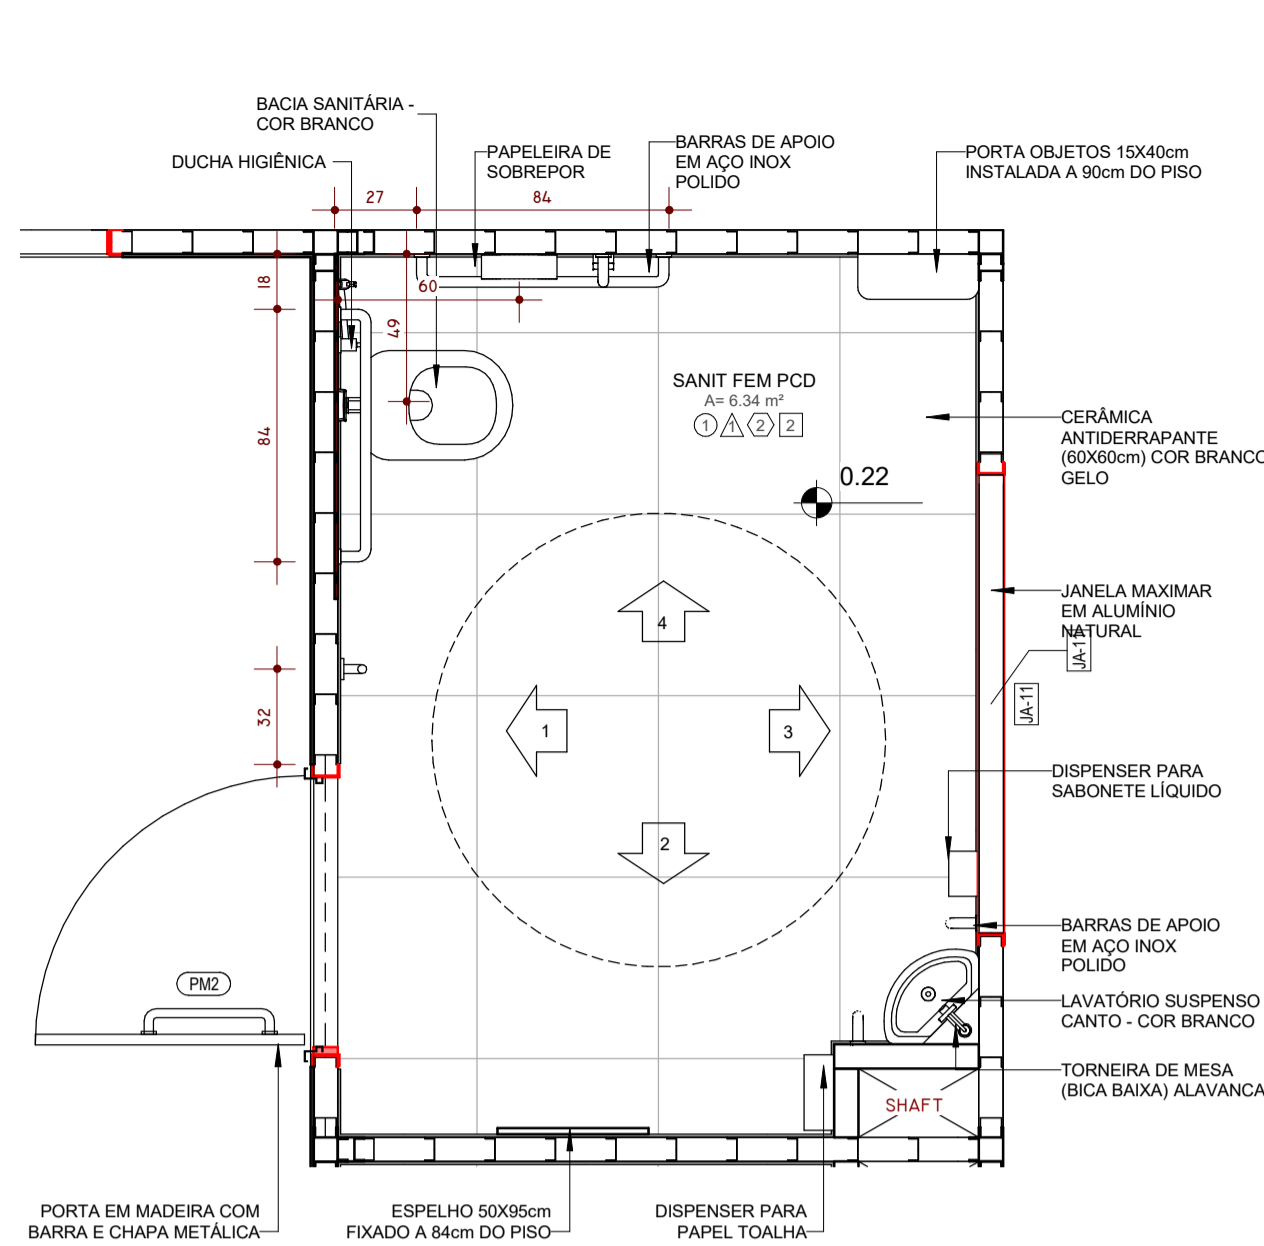 BACIA SANITÁRIA -
COR BRANCO
DUCHA HIGIÊNICA
PAPELEIRA DE
SOBREPOR
BARRAS DE APOIO
EM AÇO INOX
POLIDO
PORTA OBJETOS 15X40cm
INSTALADA A 90cm DO PISO
27
84
18
60
49
84
32
SANIT FEM PCD
A= 6.34 m²
1 1 2 2
0.22
CERÂMICA
ANTIDERRAPANTE
(60X60cm) COR BRANCO
GELO
4
1
3
2
JANELA MAXIMAR
EM ALUMÍNIO
NATURAL
JA-11
JA-11
DISPENSER PARA
SABONETE LÍQUIDO
BARRAS DE APOIO
EM AÇO INOX
POLIDO
LAVATÓRIO SUSPENSO
CANTO - COR BRANCO
TORNEIRA DE MESA
(BICA BAIXA) ALAVANCA
PM2
SHAFT
PORTA EM MADEIRA COM
BARRA E CHAPA METÁLICA
ESPELHO 50X95cm
FIXADO A 84cm DO PISO
DISPENSER PARA
PAPEL TOALHA